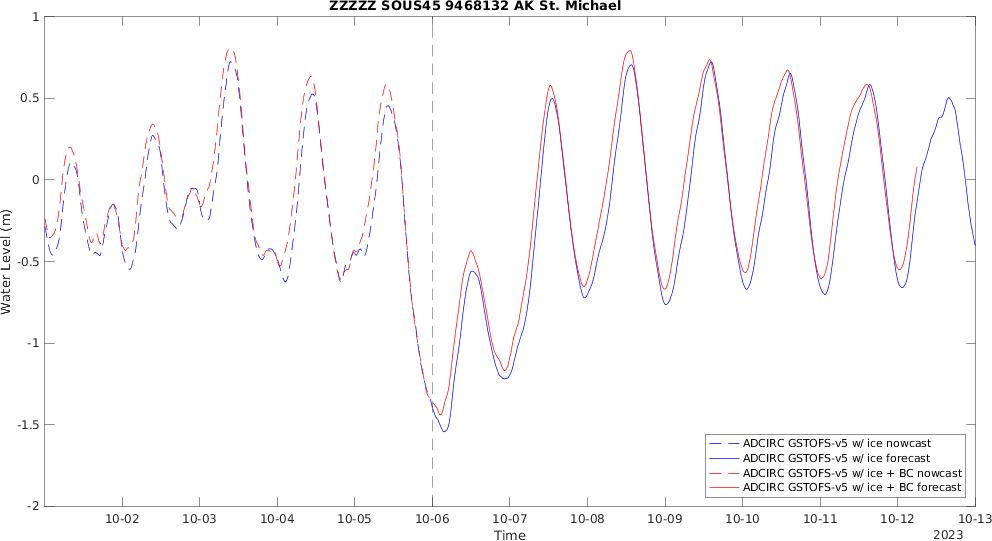 ZZZZZ SOUS45 9468132 AK St. Michael
1
0.5
0
-0.5
-1
-1.5
-2
Water Level (m)
ADCIRC GSTOFS-v5 w/ ice nowcast
ADCIRC GSTOFS-v5 w/ ice forecast
ADCIRC GSTOFS-v5 w/ ice + BC nowcast
ADCIRC GSTOFS-v5 w/ ice + BC forecast
10-02 10-03 10-04 10-05 10-06 10-07 10-08 10-09 10-10 10-11 10-12 10-13
Time
2023